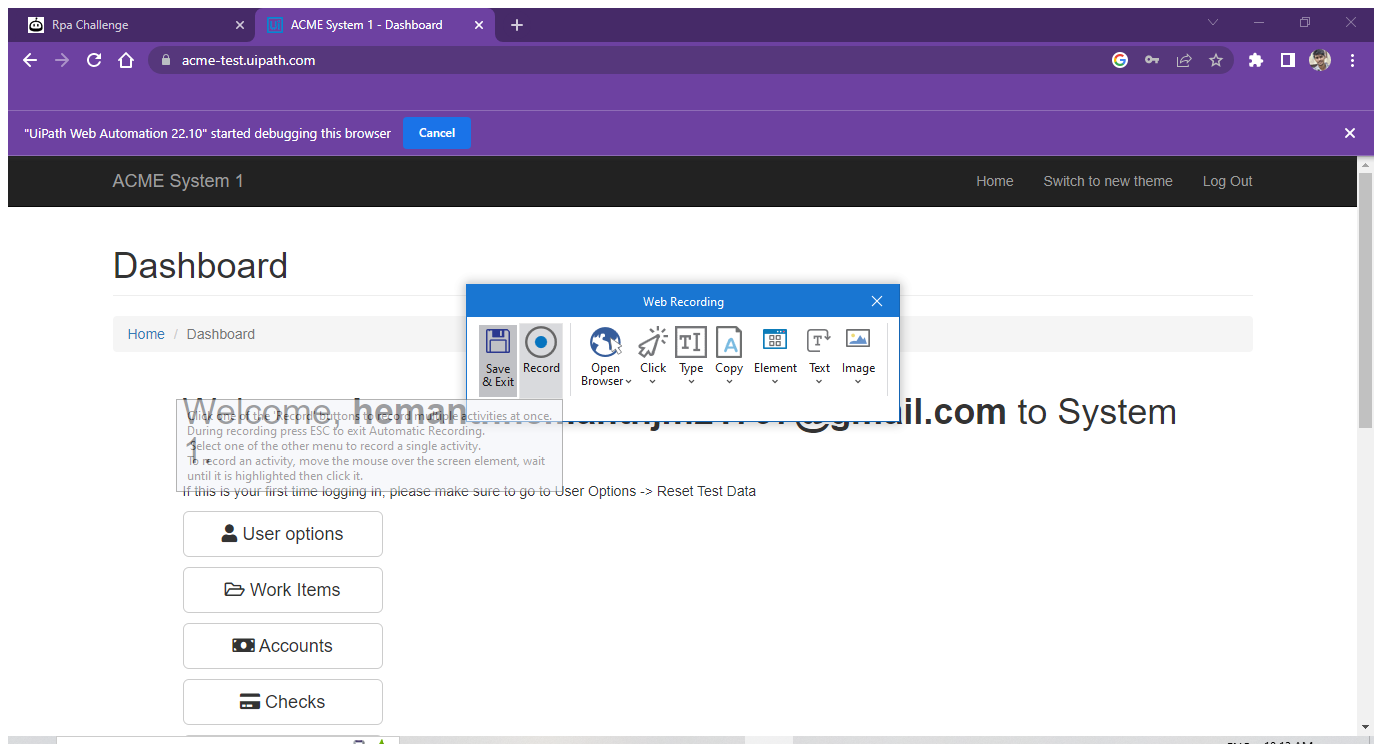 Rpa Challenge
ACME System 1 - Dashboard
acme-test.uipath.com
"UiPath Web Automation 22.10" started debugging this browser
Cancel
ACME System 1
Home
Switch to new theme
Log Out
Dashboard
Home / Dashboard
Web Recording
Save & Exit
Record
Open Browser
Click
Type
Copy
Element
Text
Image
Welcome, @gmail.com to System
1.
Click one of the 'Record' buttons to record multiple activities at once.
During recording press ESC to exit Automatic Recording.
Select one of the other menu to record a single activity.
To record an activity, move the mouse over the screen element, wait
until it is highlighted then click it.
If this is your first time logging in, please make sure to go to User Options -> Reset Test Data
User options
Work Items
Accounts
Checks